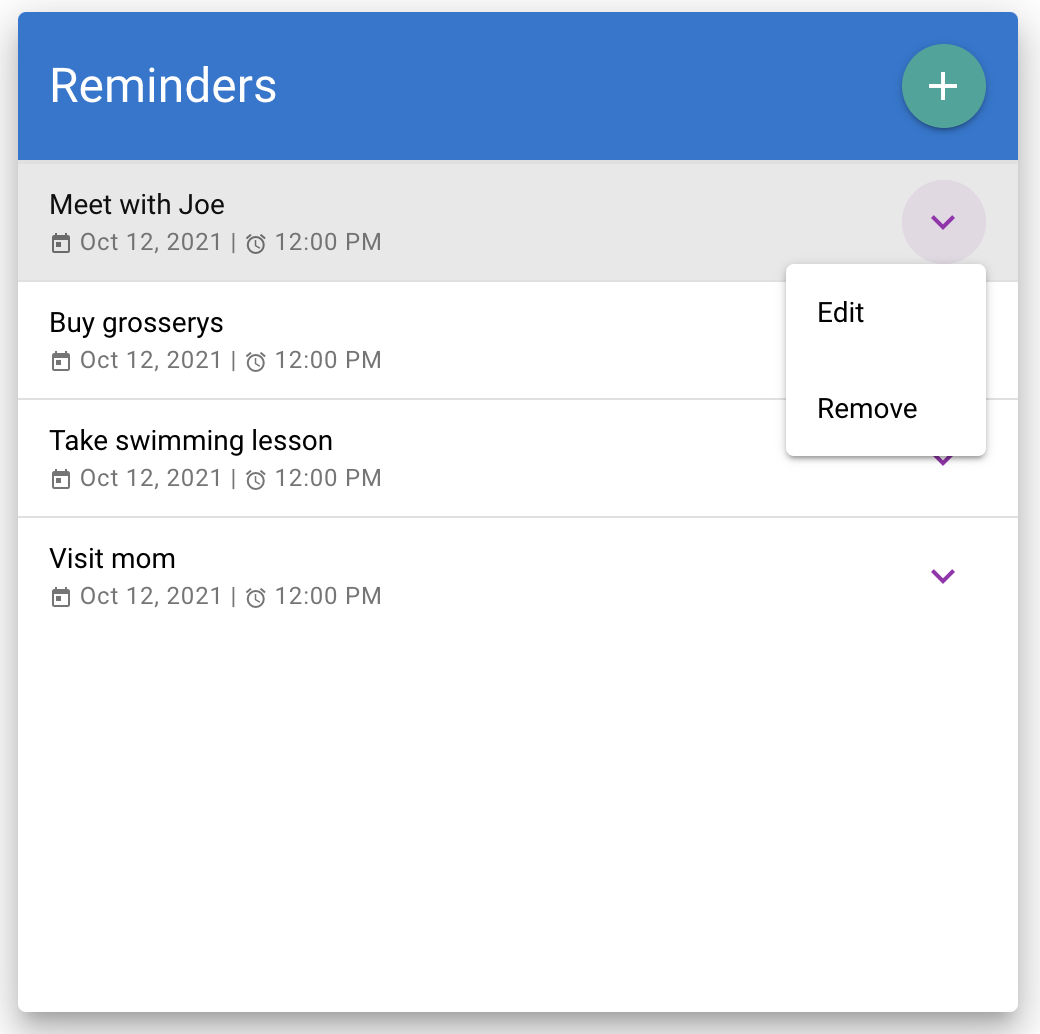 Reminders
Meet with Joe
Oct 12, 2021 | 12:00 PM
Edit
Remove
Buy grosserys
Oct 12, 2021 | 12:00 PM
Take swimming lesson
Oct 12, 2021 | 12:00 PM
Visit mom
Oct 12, 2021 | 12:00 PM